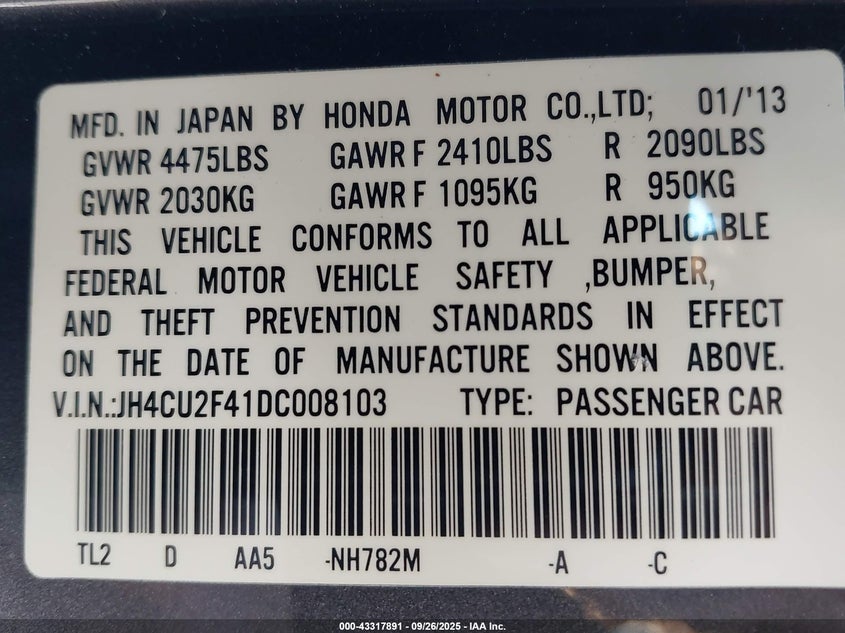 MFD. IN JAPAN BY HONDA MOTOR CO.,LTD; 01/'13
GVWR 4475LBS GAWR F 2410LBS R 2090LBS
GVWR 2030KG GAWR F 1095KG R 950KG
THIS VEHICLE CONFORMS TO ALL APPLICABLE
FEDERAL MOTOR VEHICLE SAFETY ,BUMPER,
AND THEFT PREVENTION STANDARDS IN EFFECT
ON THE DATE OF MANUFACTURE SHOWN ABOVE.
V.I.N.:JH4CU2F41DC008103 TYPE: PASSENGER CAR
TL2 D AA5 -NH782M -A -C
000-43317891 - 09/26/2025 - IAA Inc.